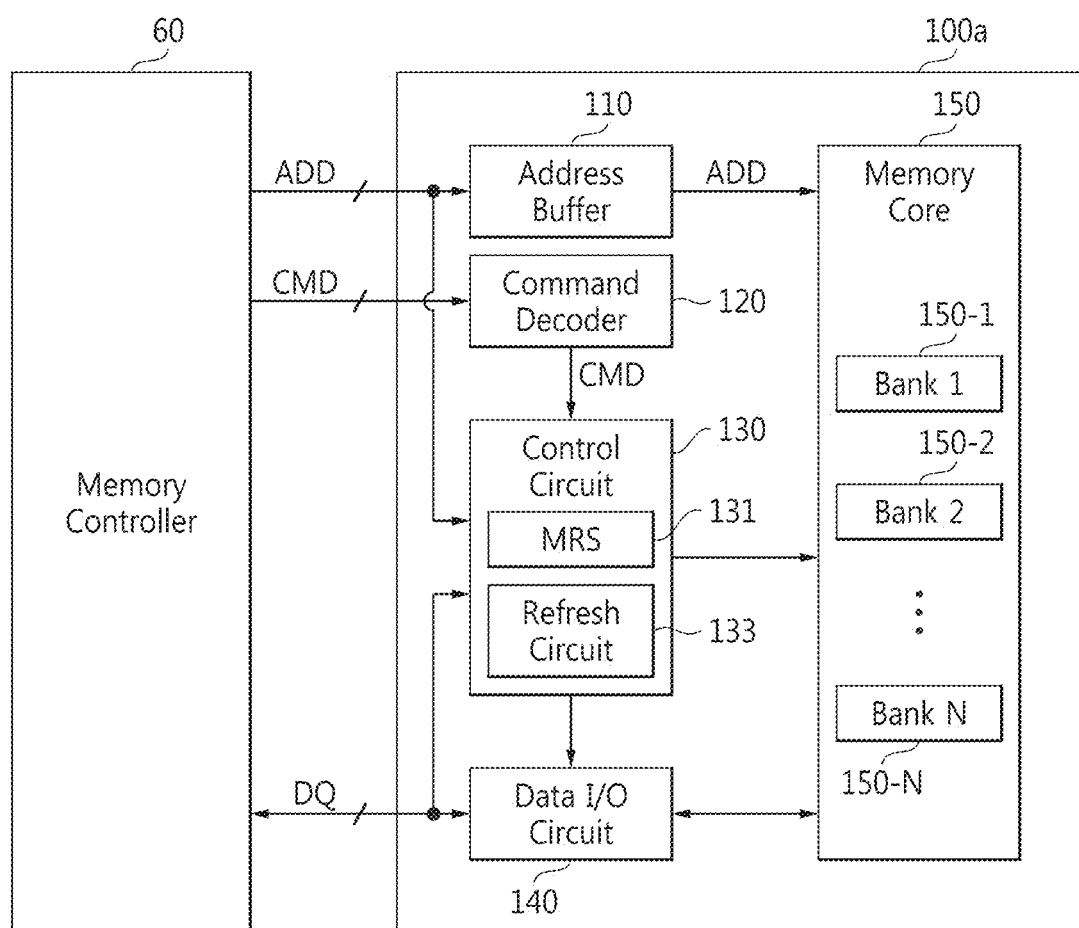 60
100a
110
150
ADD
Address
Buffer
ADD
Memory
Core
CMD
Command
Decoder
120
CMD
150-1
Bank 1
Control
Circuit
130
150-2
Bank 2
Memory
Controller
MRS
131
Refresh
Circuit
133
Bank N
150-N
DQ
Data I/O
Circuit
140